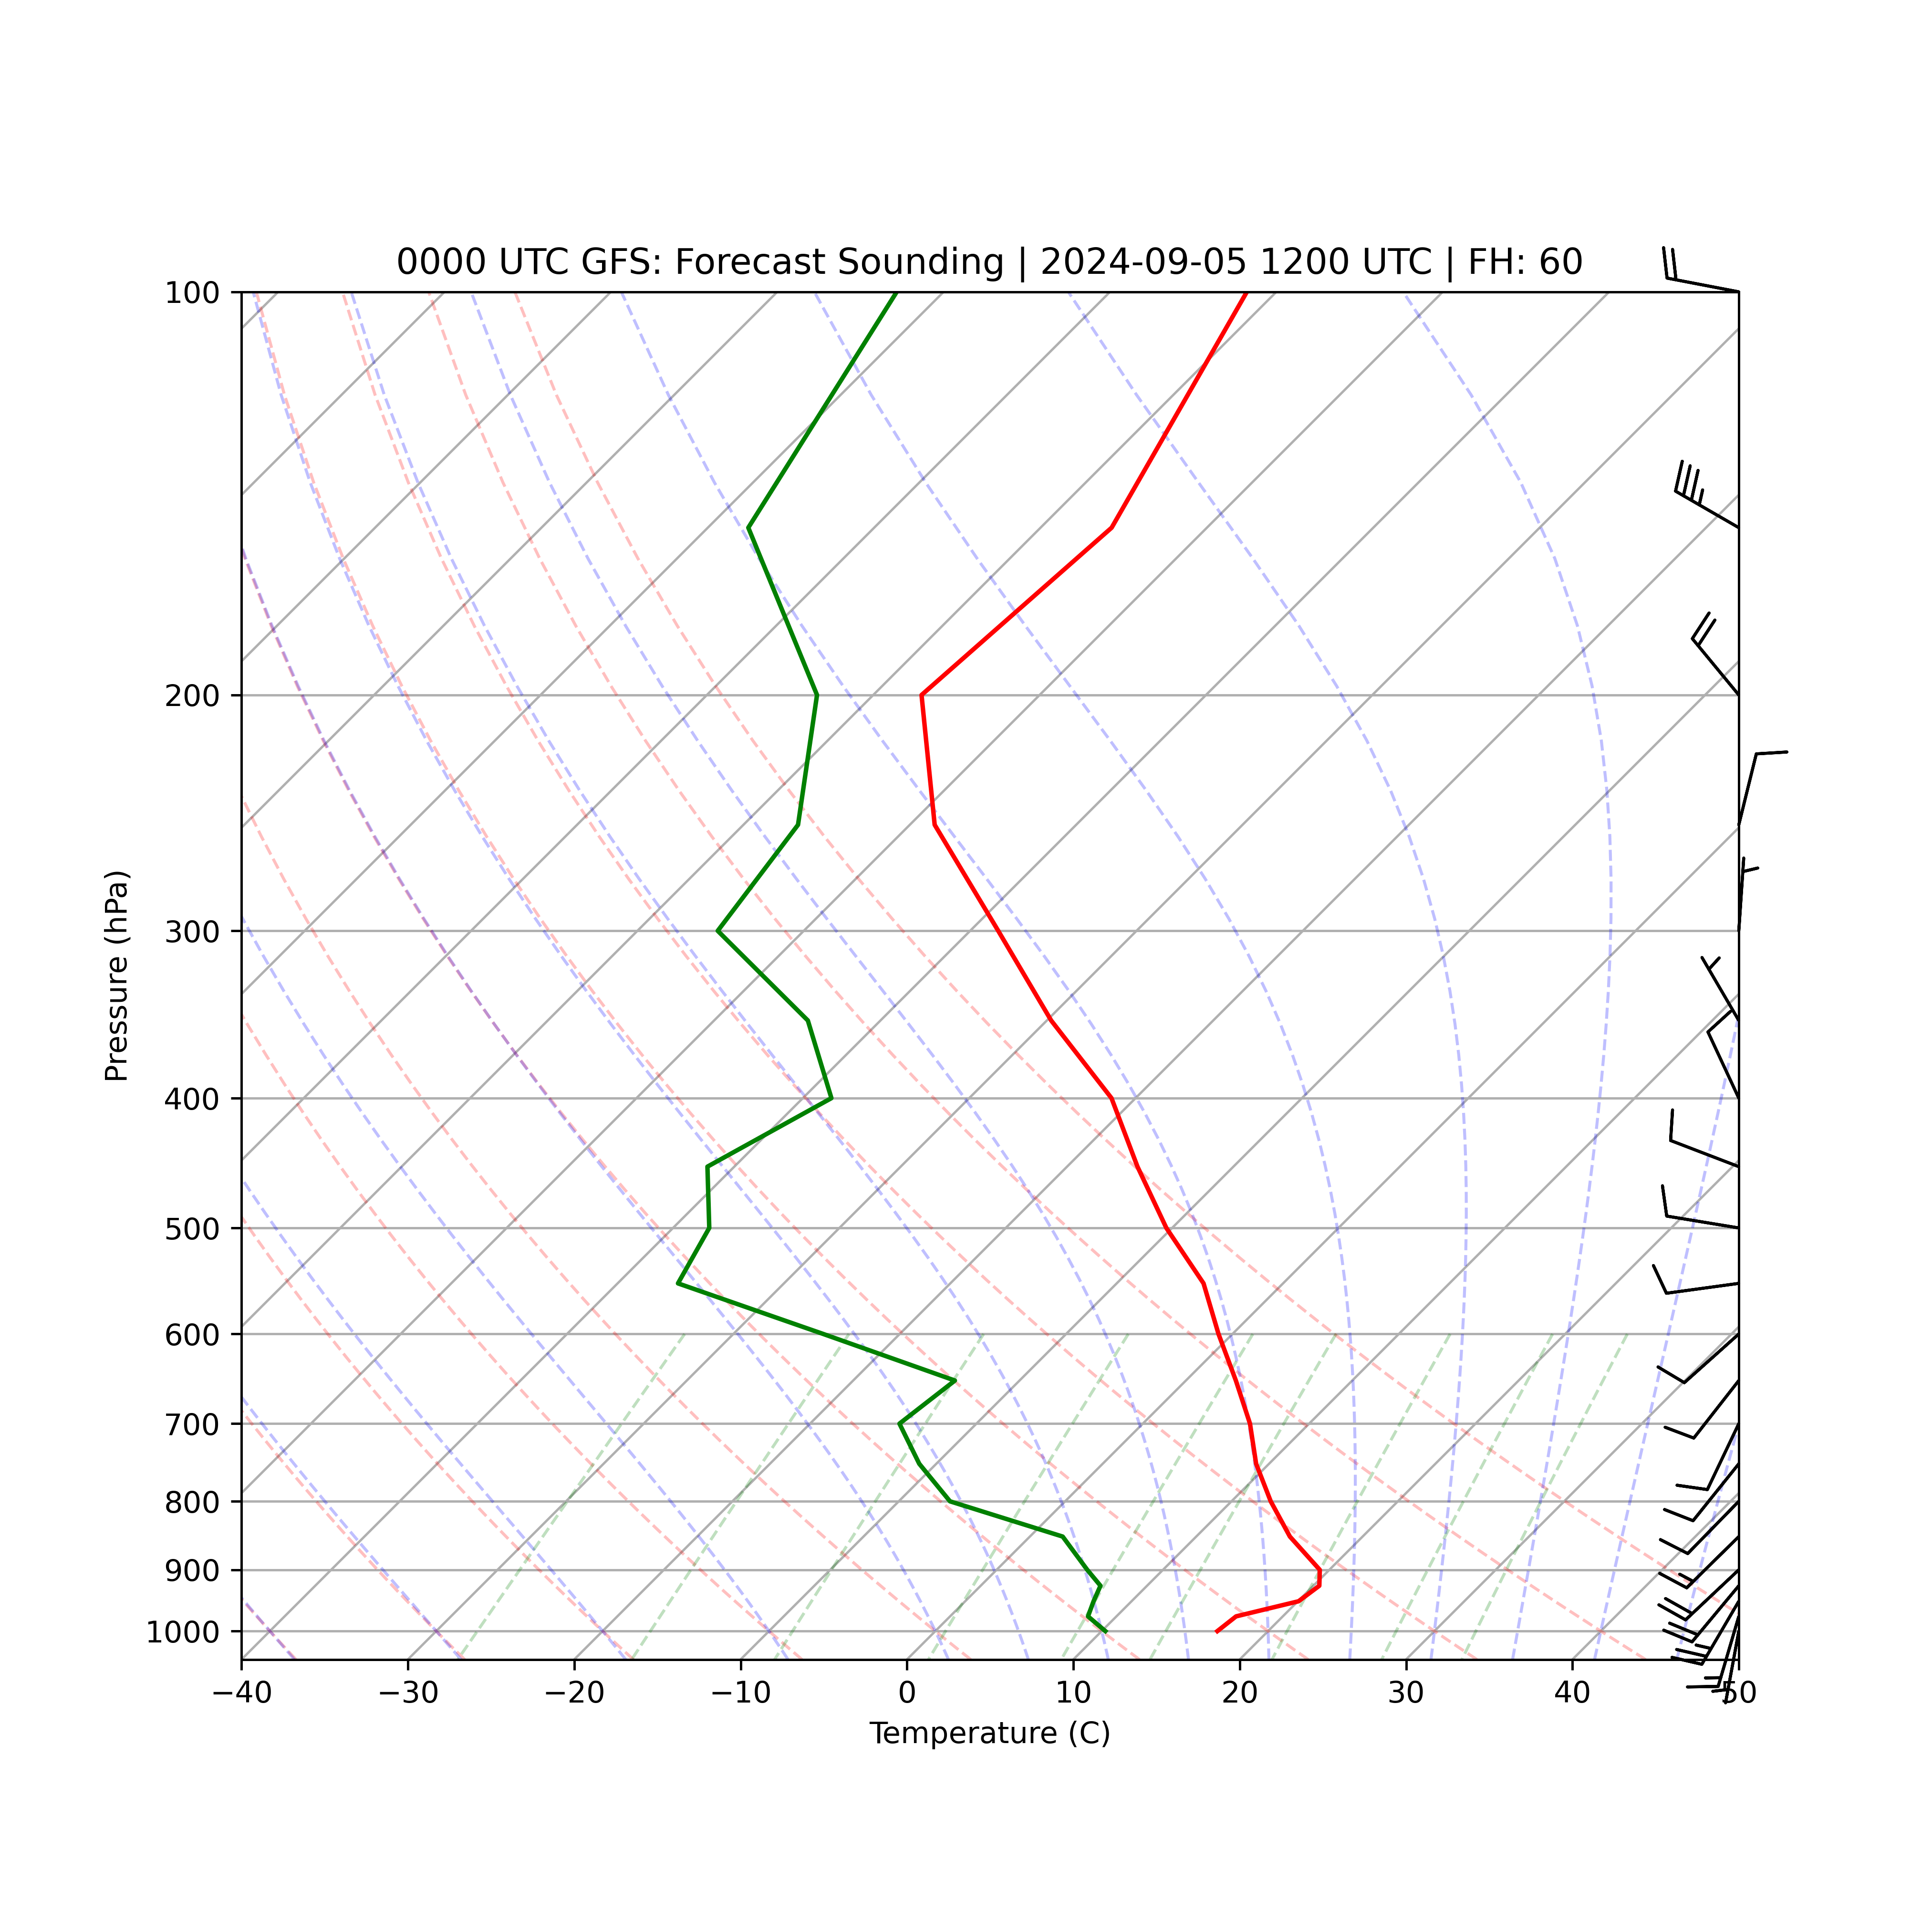 0000 UTC GFS: Forecast Sounding | 2024-09-05 1200 UTC | FH: 60
100
200
300
400
500
600
700
800
900
1000
Pressure (hPa)
−40 −30 −20 −10 0 10 20 30 40 50
Temperature (C)